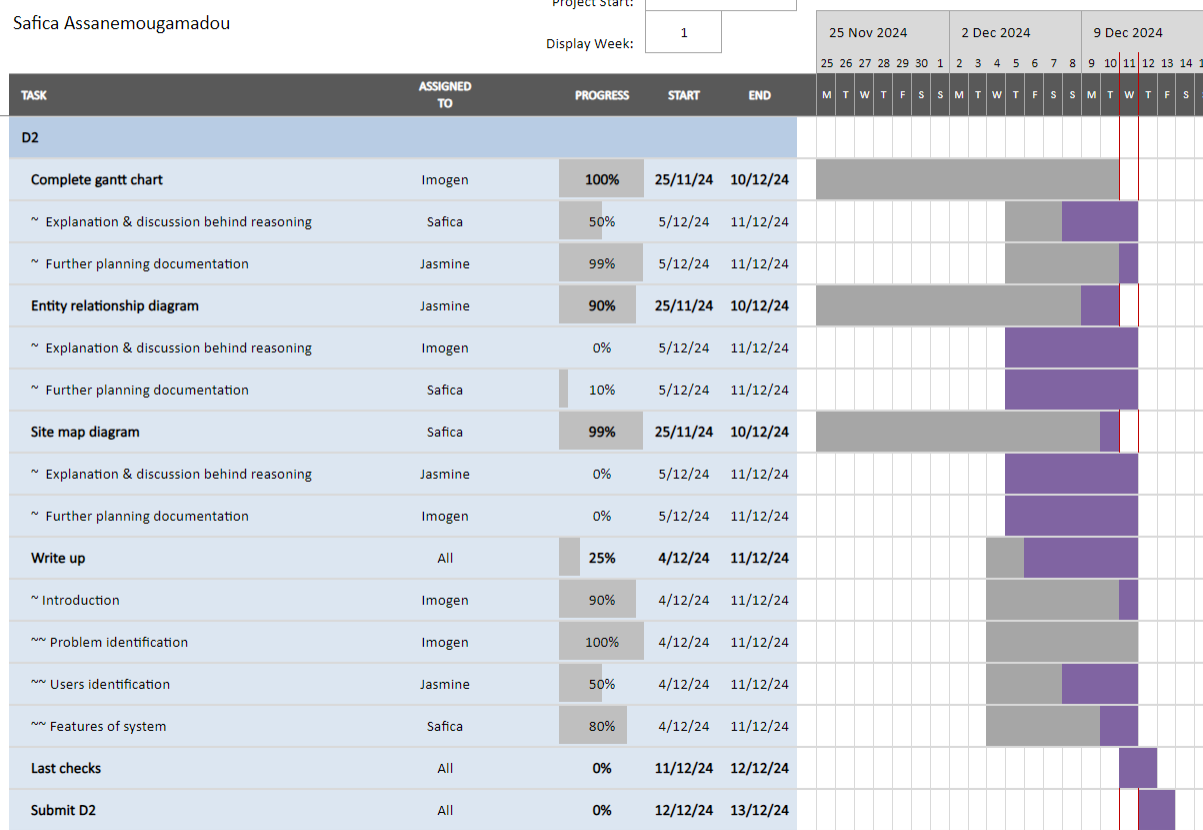 Project Start:
Safica Assanemougamadou
Display Week: 1
25 Nov 2024 2 Dec 2024 9 Dec 2024
25 26 27 28 29 30 1 2 3 4 5 6 7 8 9 10 11 12 13 14
TASK ASSIGNED TO PROGRESS START END M T W T F S S M T W T F S S M T W T F S
D2
Complete gantt chart Imogen 100% 25/11/24 10/12/24
~ Explanation & discussion behind reasoning Safica 50% 5/12/24 11/12/24
~ Further planning documentation Jasmine 99% 5/12/24 11/12/24
Entity relationship diagram Jasmine 90% 25/11/24 10/12/24
~ Explanation & discussion behind reasoning Imogen 0% 5/12/24 11/12/24
~ Further planning documentation Safica 10% 5/12/24 11/12/24
Site map diagram Safica 99% 25/11/24 10/12/24
~ Explanation & discussion behind reasoning Jasmine 0% 5/12/24 11/12/24
~ Further planning documentation Imogen 0% 5/12/24 11/12/24
Write up All 25% 4/12/24 11/12/24
~ Introduction Imogen 90% 4/12/24 11/12/24
~~ Problem identification Imogen 100% 4/12/24 11/12/24
~~ Users identification Jasmine 50% 4/12/24 11/12/24
~~ Features of system Safica 80% 4/12/24 11/12/24
Last checks All 0% 11/12/24 12/12/24
Submit D2 All 0% 12/12/24 13/12/24